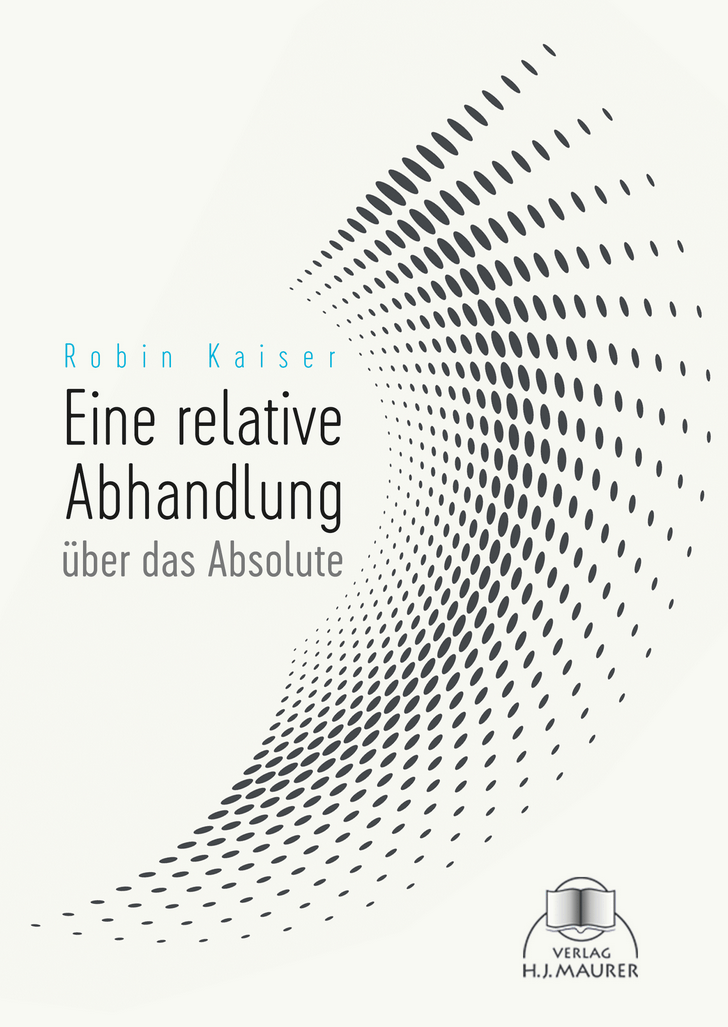 Robin Kaiser
Eine relative
Abhandlung
über das Absolute
VERLAG
H.J. MAURER